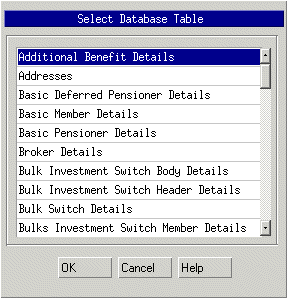 Select Database Table
Additional Benefit Details
Addresses
Basic Deferred Pensioner Details
Basic Member Details
Basic Pensioner Details
Broker Details
Bulk Investment Switch Body Details
Bulk Investment Switch Header Details
Bulk Switch Details
Bulks Investment Switch Member Details
OK Cancel Help